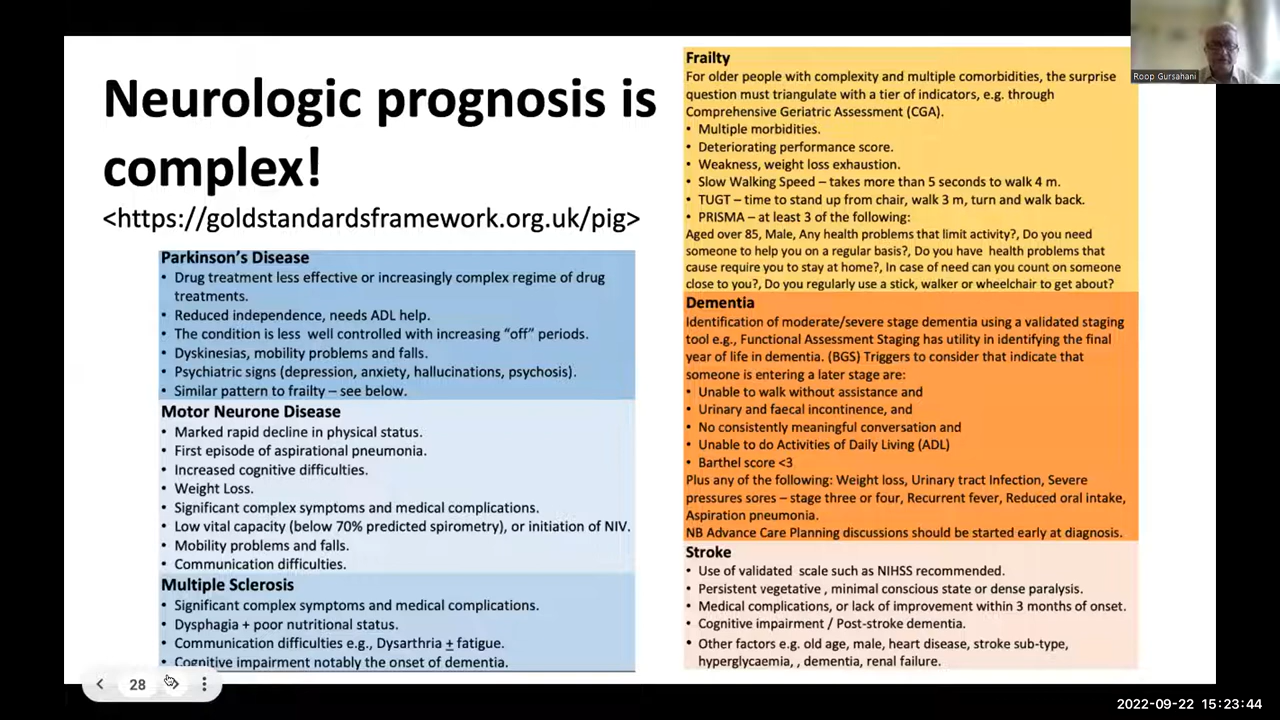 Neurologic prognosis is
complex!
<https://goldstandardsframework.org.uk/pig>
Parkinson's Disease
• Drug treatment less effective or increasingly complex regime of drug
treatments.
• Reduced independence, needs ADL help.
• The condition is less well controlled with increasing “off” periods.
• Dyskinesias, mobility problems and falls.
• Psychiatric signs (depression, anxiety, hallucinations, psychosis).
• Similar pattern to frailty – see below.
Motor Neurone Disease
• Marked rapid decline in physical status.
• First episode of aspirational pneumonia.
• Increased cognitive difficulties.
• Weight Loss.
• Significant complex symptoms and medical complications.
• Low vital capacity (below 70% predicted spirometry), or initiation of NIV.
• Mobility problems and falls.
• Communication difficulties.
Multiple Sclerosis
• Significant complex symptoms and medical complications.
• Dysphagia + poor nutritional status.
• Communication difficulties e.g., Dysarthria + fatigue.
• Cognitive impairment notably the onset of dementia.
Frailty
For older people with complexity and multiple comorbidities, the surprise
question must triangulate with a tier of indicators, e.g. through
Comprehensive Geriatric Assessment (CGA).
• Multiple morbidities.
• Deteriorating performance score.
• Weakness, weight loss exhaustion.
• Slow Walking Speed – takes more than 5 seconds to walk 4 m.
• TUGT – time to stand up from chair, walk 3 m, turn and walk back.
• PRISMA – at least 3 of the following:
Aged over 85, Male, Any health problems that limit activity?, Do you need
someone to help you on a regular basis?, Do you have health problems that
cause require you to stay at home?, In case of need can you count on someone
close to you?, Do you regularly use a stick, walker or wheelchair to get about?
Dementia
Identification of moderate/severe stage dementia using a validated staging
tool e.g., Functional Assessment Staging has utility in identifying the final
year of life in dementia. (BGS) Triggers to consider that indicate that
someone is entering a later stage are:
• Unable to walk without assistance and
• Urinary and faecal incontinence, and
• No consistently meaningful conversation and
• Unable to do Activities of Daily Living (ADL)
• Barthel score <3
Plus any of the following: Weight loss, Urinary tract Infection, Severe
pressures sores – stage three or four, Recurrent fever, Reduced oral intake,
Aspiration pneumonia.
NB Advance Care Planning discussions should be started early at diagnosis.
Stroke
• Use of validated scale such as NIHSS recommended.
• Persistent vegetative , minimal conscious state or dense paralysis.
• Medical complications, or lack of improvement within 3 months of onset.
• Cognitive impairment / Post-stroke dementia.
• Other factors e.g. old age, male, heart disease, stroke sub-type,
hyperglycaemia, , dementia, renal failure.
Roop Gursahani
28
2022-09-22 15:23:44